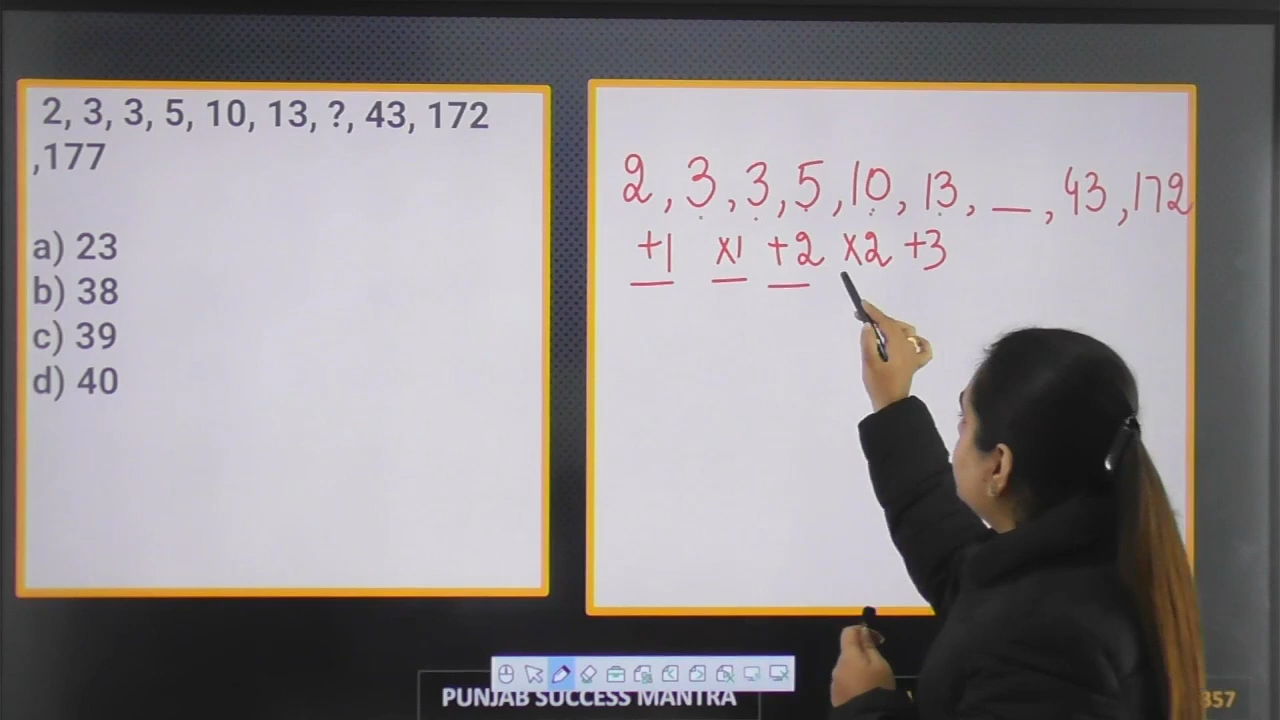 2, 3, 3, 5, 10, 13, ?, 43, 172
,177
a) 23
b) 38
c) 39
d) 40
2, 3, 3, 5, 10, 13, __, 43, 172
+1 x1 +2 x2 +3
PUNJAB SUCCESS MANTRA
357